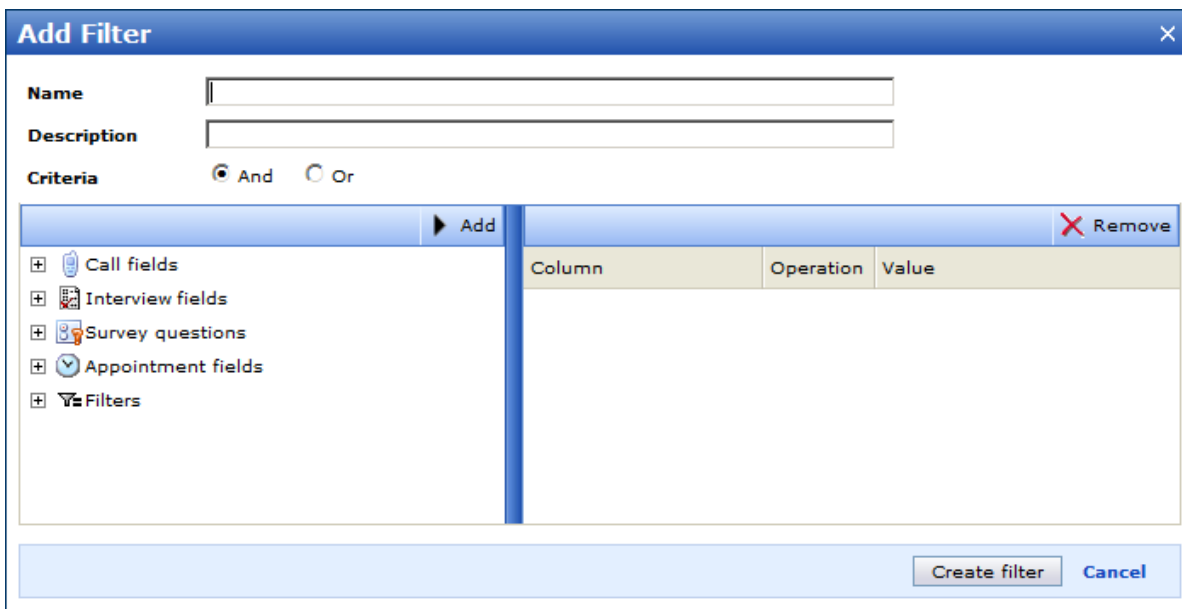 Add Filter
Name
Description
Criteria And Or
Add Remove
Call fields
Interview fields
Survey questions
Appointment fields
Filters
Column Operation Value
Create filter Cancel